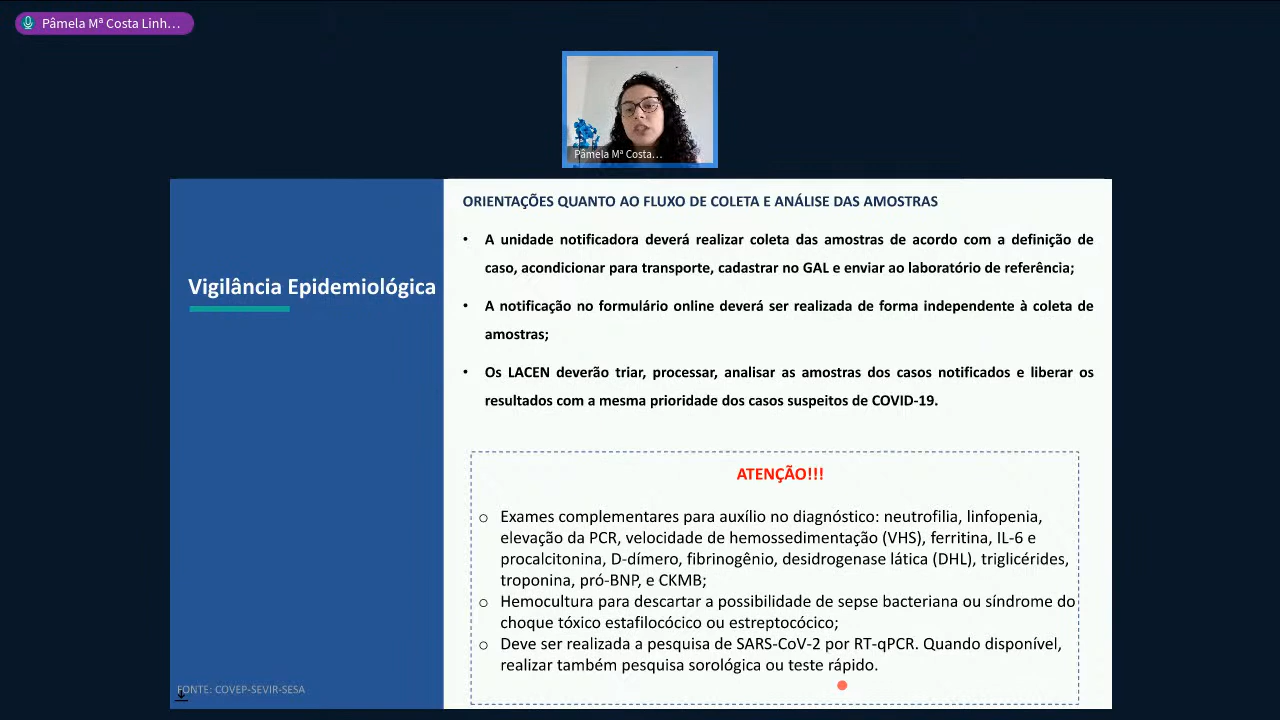 Pâmela Mª Costa Linh…
Pâmela Mª Costa…
Vigilância Epidemiológica
ORIENTAÇÕES QUANTO AO FLUXO DE COLETA E ANÁLISE DAS AMOSTRAS
• A unidade notificadora deverá realizar coleta das amostras de acordo com a definição de
caso, acondicionar para transporte, cadastrar no GAL e enviar ao laboratório de referência;
• A notificação no formulário online deverá ser realizada de forma independente à coleta de
amostras;
• Os LACEN deverão triar, processar, analisar as amostras dos casos notificados e liberar os
resultados com a mesma prioridade dos casos suspeitos de COVID-19.
ATENÇÃO!!!
o Exames complementares para auxílio no diagnóstico: neutrofilia, linfopenia,
elevação da PCR, velocidade de hemossedimentação (VHS), ferritina, IL-6 e
procalcitonina, D-dímero, fibrinogênio, desidrogenase lática (DHL), triglicérides,
troponina, pró-BNP, e CKMB;
o Hemocultura para descartar a possibilidade de sepse bacteriana ou síndrome do
choque tóxico estafilocócico ou estreptocócico;
o Deve ser realizada a pesquisa de SARS-CoV-2 por RT-qPCR. Quando disponível,
realizar também pesquisa sorológica ou teste rápido.
FONTE: COVEP-SEVIR-SESA